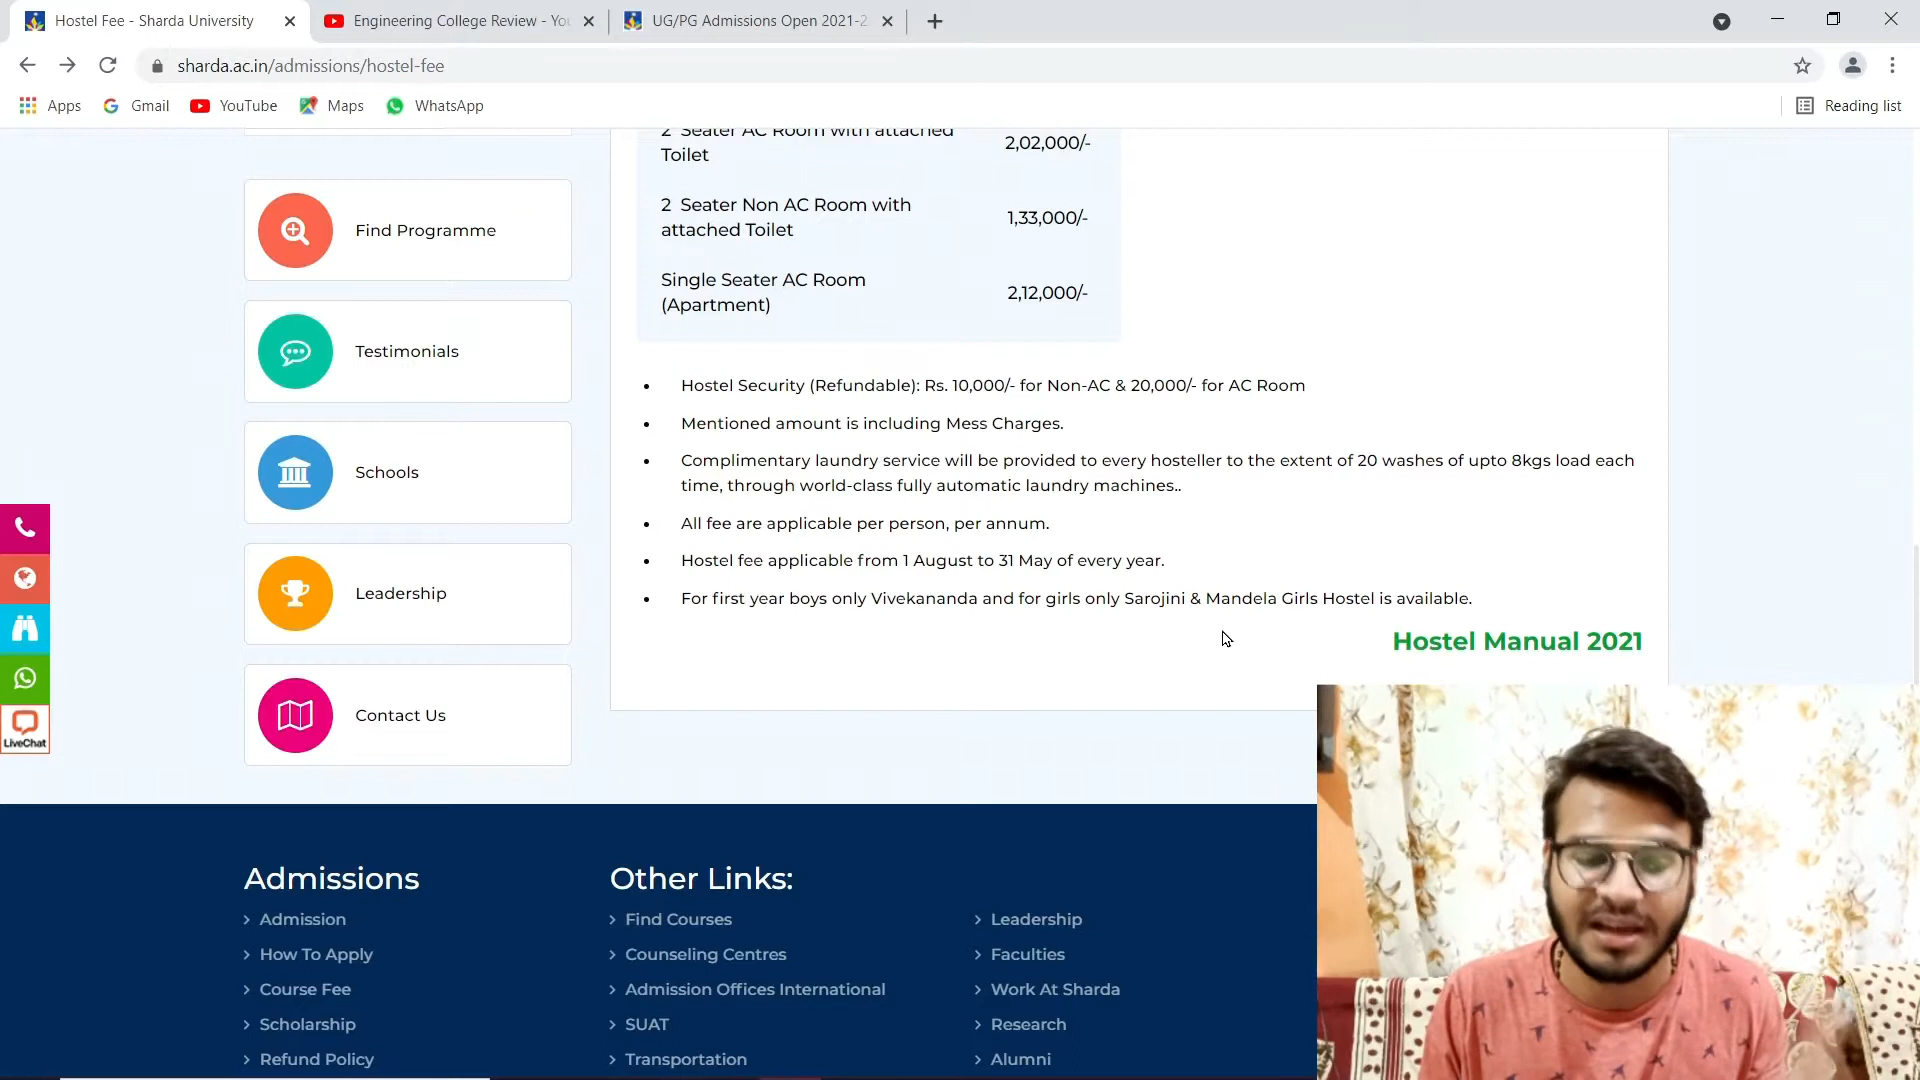 Hostel Fee - Sharda University
Engineering College Review - You
UG/PG Admissions Open 2021-2
sharda.ac.in/admissions/hostel-fee
Apps
Gmail
YouTube
Maps
WhatsApp
Reading list
2 Seater AC Room with attached
Toilet
2,02,000/-
2 Seater Non AC Room with
attached Toilet
1,33,000/-
Single Seater AC Room
(Apartment)
2,12,000/-
Find Programme
Testimonials
Schools
Leadership
Contact Us
LiveChat
• Hostel Security (Refundable): Rs. 10,000/- for Non-AC & 20,000/- for AC Room
• Mentioned amount is including Mess Charges.
• Complimentary laundry service will be provided to every hosteller to the extent of 20 washes of upto 8kgs load each
time, through world-class fully automatic laundry machines..
• All fee are applicable per person, per annum.
• Hostel fee applicable from 1 August to 31 May of every year.
• For first year boys only Vivekananda and for girls only Sarojini & Mandela Girls Hostel is available.
Hostel Manual 2021
Admissions
> Admission
> How To Apply
> Course Fee
> Scholarship
> Refund Policy
Other Links:
> Find Courses
> Counseling Centres
> Admission Offices International
> SUAT
> Transportation
> Leadership
> Faculties
> Work At Sharda
> Research
> Alumni